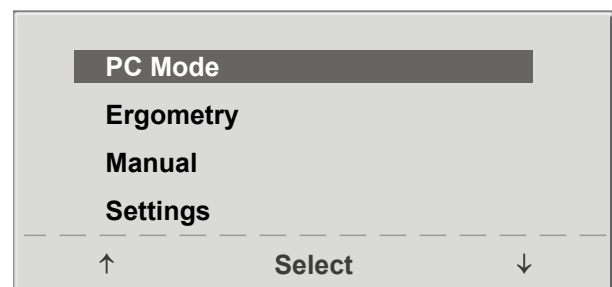 PC Mode
Ergometry
Manual
Settings
↑ Select ↓